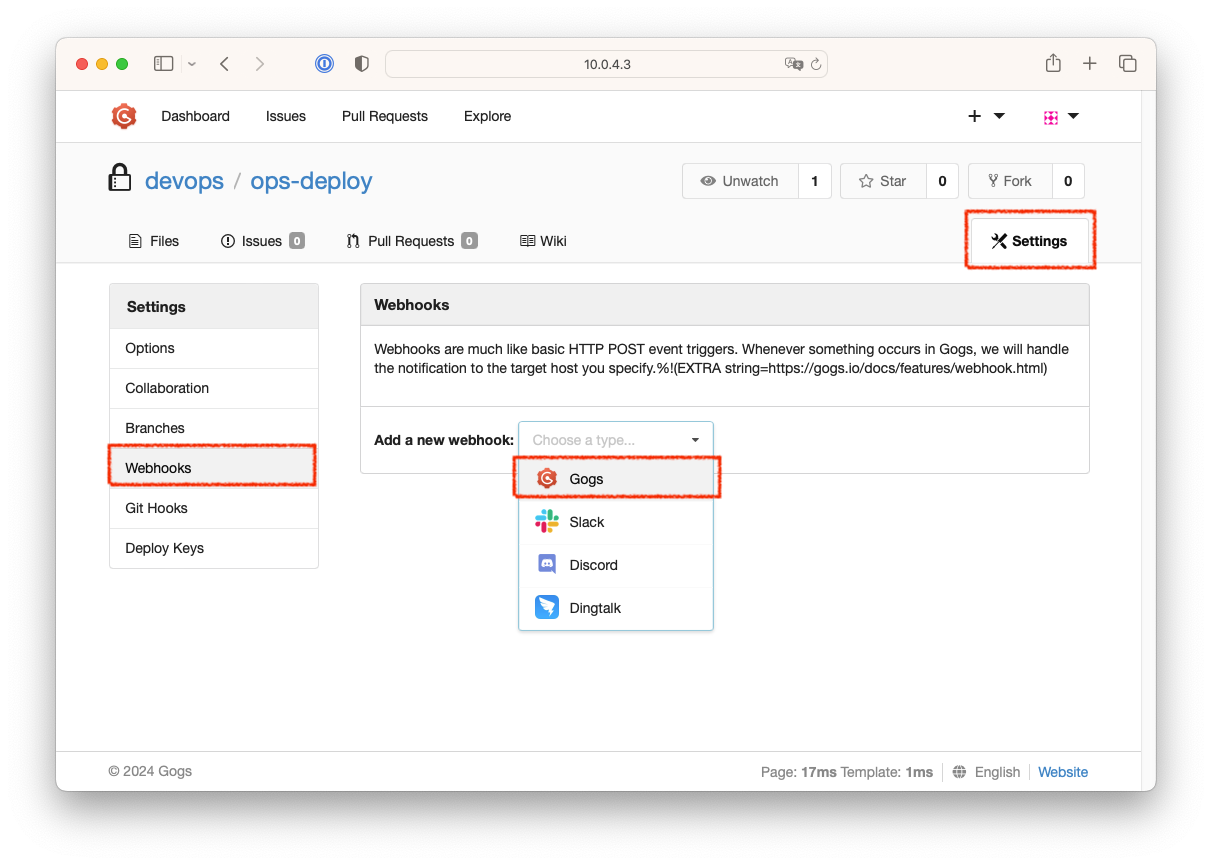 10.0.4.3
Dashboard Issues Pull Requests Explore
devops / ops-deploy
Unwatch 1 Star 0 Fork 0
Files Issues 0 Pull Requests 0 Wiki Settings
Settings
Options
Collaboration
Branches
Webhooks
Git Hooks
Deploy Keys
Webhooks
Webhooks are much like basic HTTP POST event triggers. Whenever something occurs in Gogs, we will handle
the notification to the target host you specify.%!(EXTRA string=https://gogs.io/docs/features/webhook.html)
Add a new webhook: Choose a type...
Gogs
Slack
Discord
Dingtalk
© 2024 Gogs
Page: 17ms Template: 1ms English Website